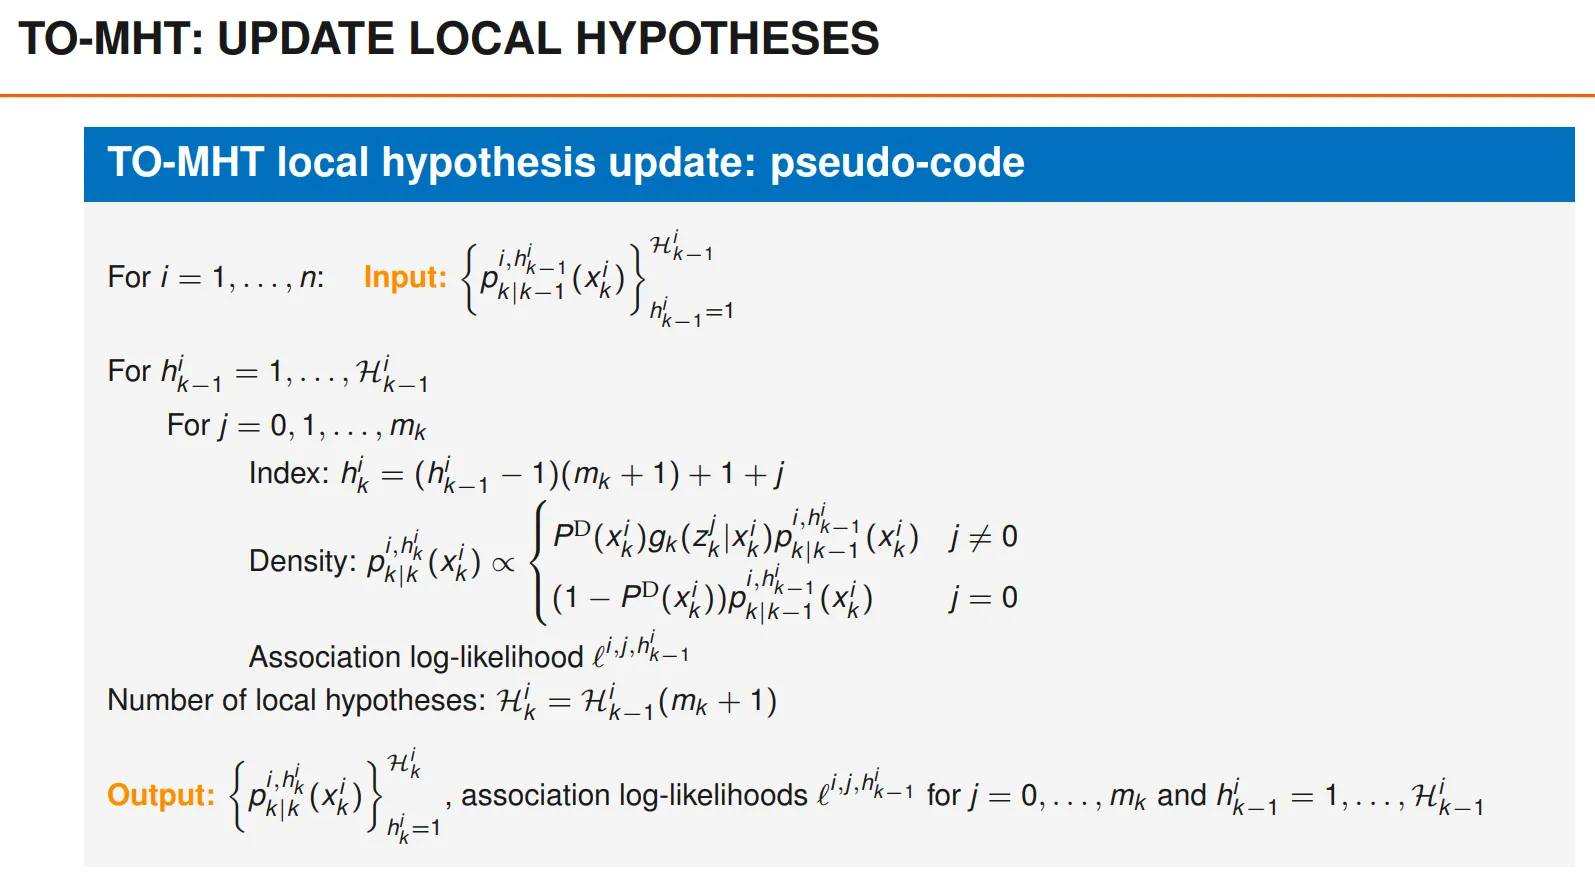 TO-MHT: UPDATE LOCAL HYPOTHESES
TO-MHT local hypothesis update: pseudo-code
For $i = 1, \ldots, n$: Input: $\left\{ p_{k|k-1}^{i,h_{k-1}^i}(x_k^i) \right\}_{h_{k-1}^i=1}^{\mathcal{H}_{k-1}^i}$
For $h_{k-1}^i = 1, \ldots, \mathcal{H}_{k-1}^i$
For $j = 0, 1, \ldots, m_k$
Index: $h_k^i = (h_{k-1}^i - 1)(m_k + 1) + 1 + j$
Density: $p_{k|k}^{i,h_k^i}(x_k^i) \propto \begin{cases} P^{\mathrm{D}}(x_k^i) g_k(z_k^j|x_k^i) p_{k|k-1}^{i,h_{k-1}^i}(x_k^i) & j \neq 0 \\ (1 - P^{\mathrm{D}}(x_k^i)) p_{k|k-1}^{i,h_{k-1}^i}(x_k^i) & j = 0 \end{cases}$
Association log-likelihood $\ell^{i,j,h_{k-1}^i}$
Number of local hypotheses: $\mathcal{H}_k^i = \mathcal{H}_{k-1}^i(m_k + 1)$
Output: $\left\{ p_{k|k}^{i,h_k^i}(x_k^i) \right\}_{h_k^i=1}^{\mathcal{H}_k^i}$, association log-likelihoods $\ell^{i,j,h_{k-1}^i}$ for $j = 0, \ldots, m_k$ and $h_{k-1}^i = 1, \ldots, \mathcal{H}_{k-1}^i$